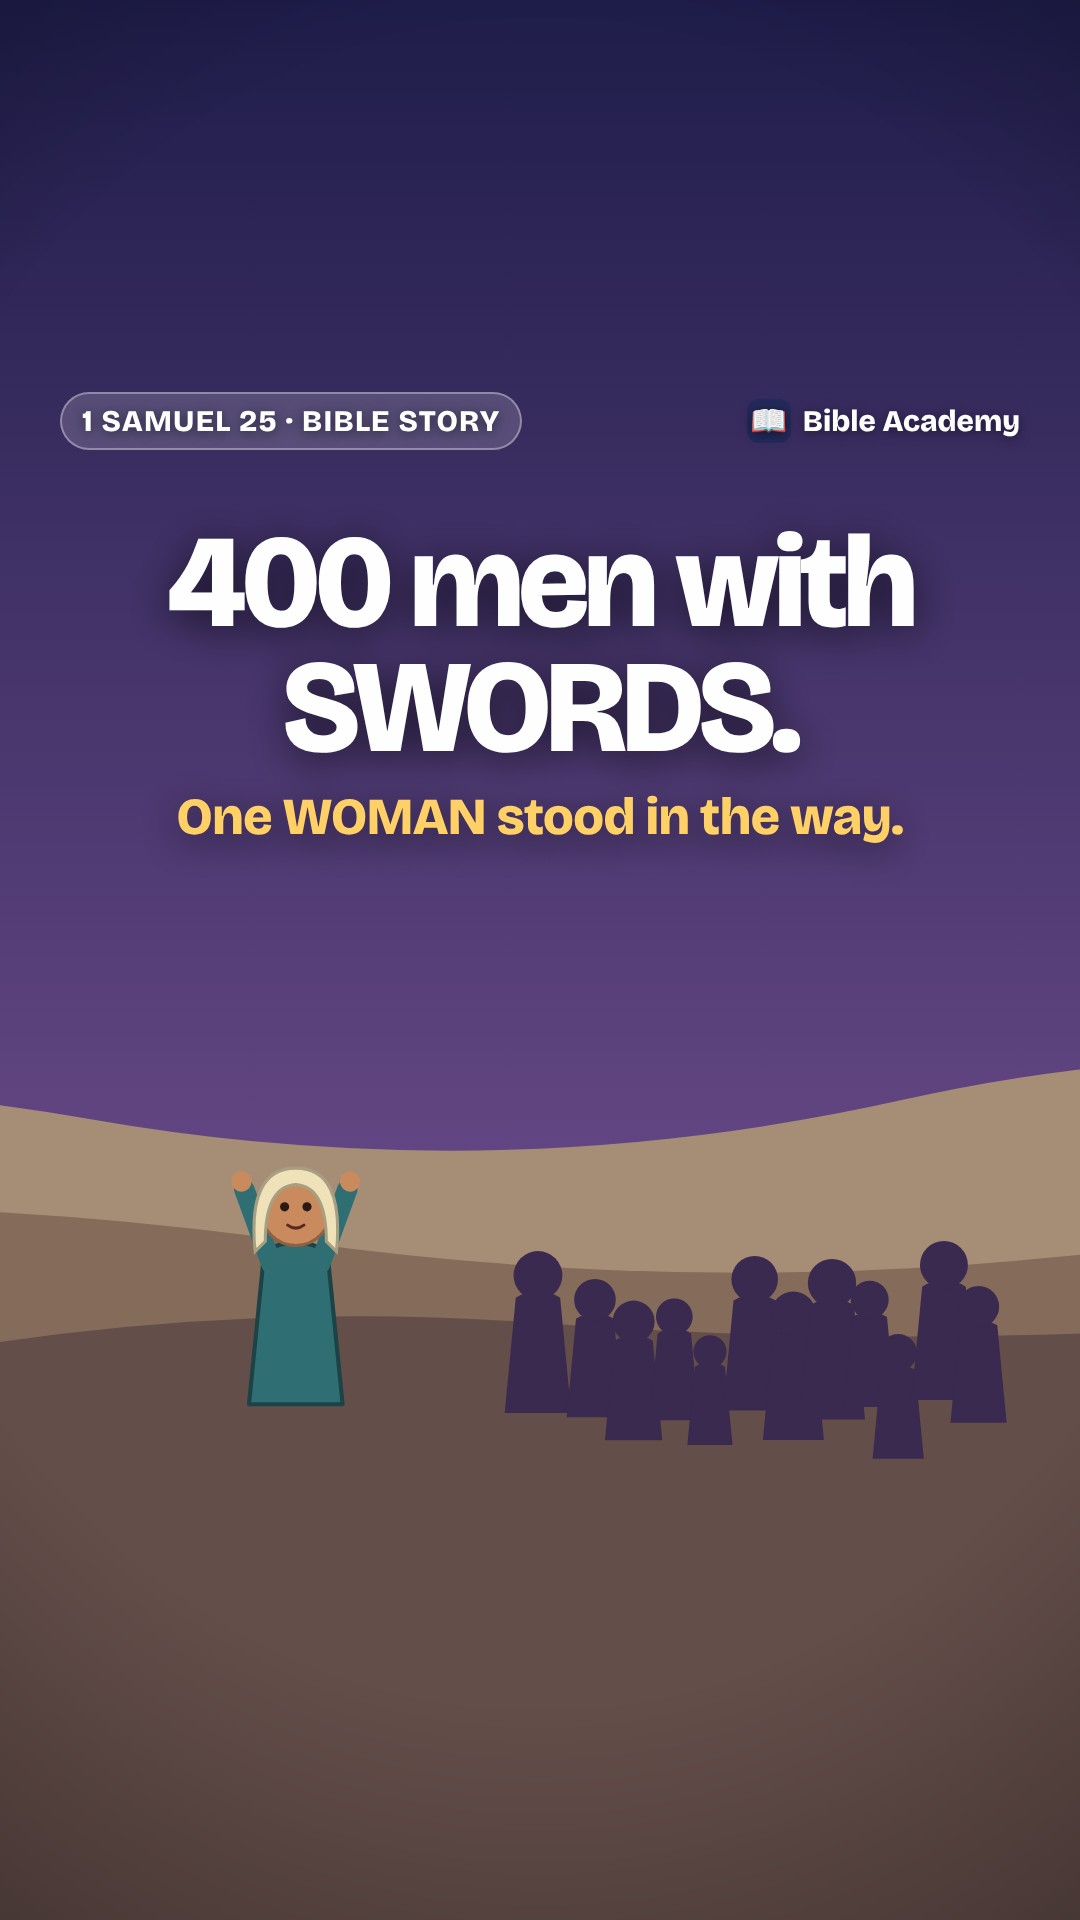 1 SAMUEL 25 · BIBLE STORY
Bible Academy
400 men with
SWORDS.
One WOMAN stood in the way.